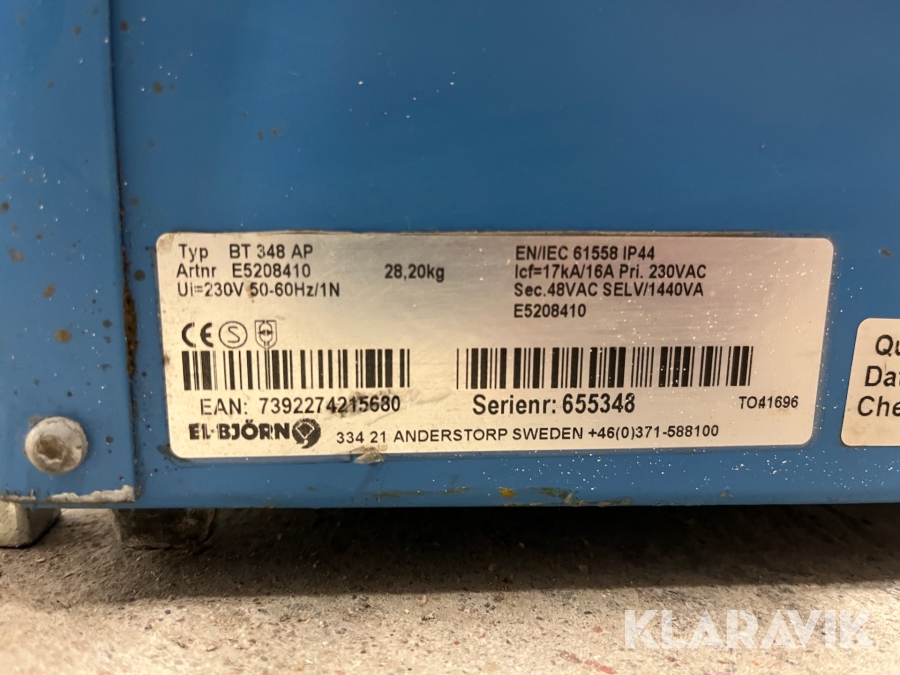 Typ BT 348 AP
Artnr E5208410 28,20kg
Ui=230V 50-60Hz/1N
EN/IEC 61558 IP44
Icf=17kA/16A Pri. 230VAC
Sec.48VAC SELV/1440VA
E5208410
CE S
EAN: 7392274215680
Serienr: 655348
TO41696
EL-BJÖRN 334 21 ANDERSTORP SWEDEN +46(0)371-588100
Qu
Dat
Che
KLARAVIK